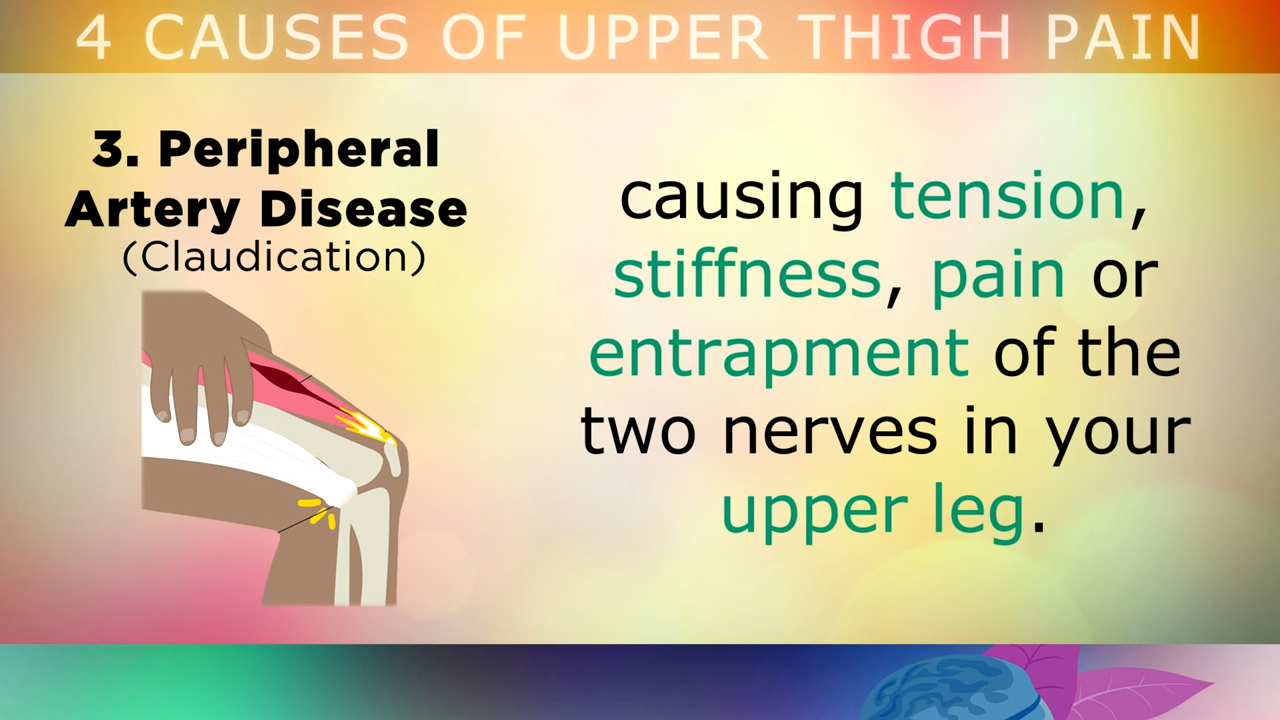 4 CAUSES OF UPPER THIGH PAIN
3. Peripheral
Artery Disease
(Claudication)
causing tension,
stiffness, pain or
entrapment of the
two nerves in your
upper leg.